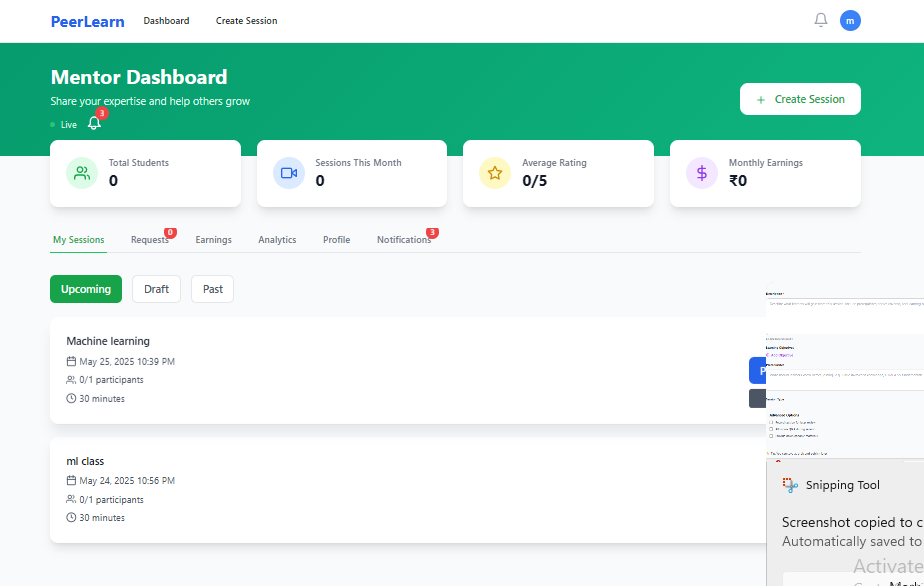 PeerLearn Dashboard Create Session m
Mentor Dashboard
Share your expertise and help others grow
+ Create Session
Live 3
Total Students
0
Sessions This Month
0
Average Rating
0/5
Monthly Earnings
₹0
My Sessions Requests 0 Earnings Analytics Profile Notifications 3
Upcoming Draft Past
Machine learning
May 25, 2025 10:39 PM
0/1 participants
30 minutes
P
ml class
May 24, 2025 10:56 PM
0/1 participants
30 minutes
Learning Objectives
Advanced Options
Snipping Tool
Screenshot copied to c
Automatically saved to
Activate